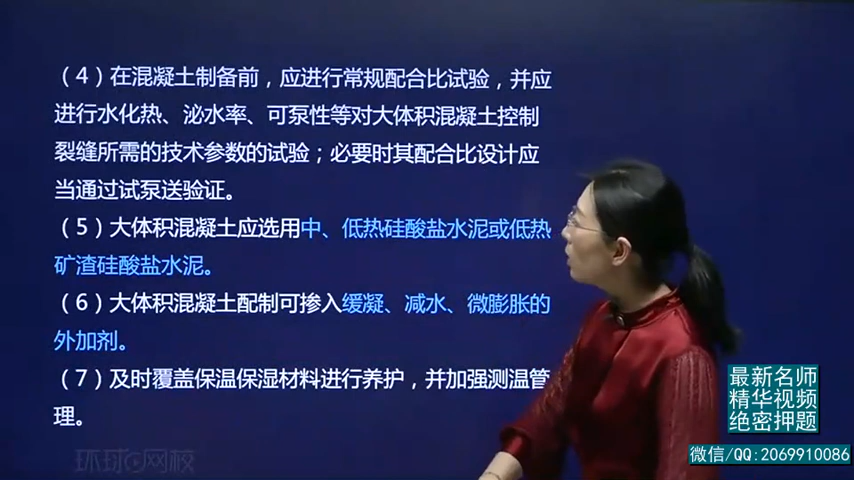 （4）在混凝土制备前，应进行常规配合比试验，并应
进行水化热、泌水率、可泵性等对大体积混凝土控制
裂缝所需的技术参数的试验；必要时其配合比设计应
当通过试泵送验证。
（5）大体积混凝土应选用中、低热硅酸盐水泥或低热
矿渣硅酸盐水泥。
（6）大体积混凝土配制可掺入缓凝、减水、微膨胀的
外加剂。
（7）及时覆盖保温保湿材料进行养护，并加强测温管
理。
环球网校
最新名师
精华视频
绝密押题
微信/QQ:2069910086